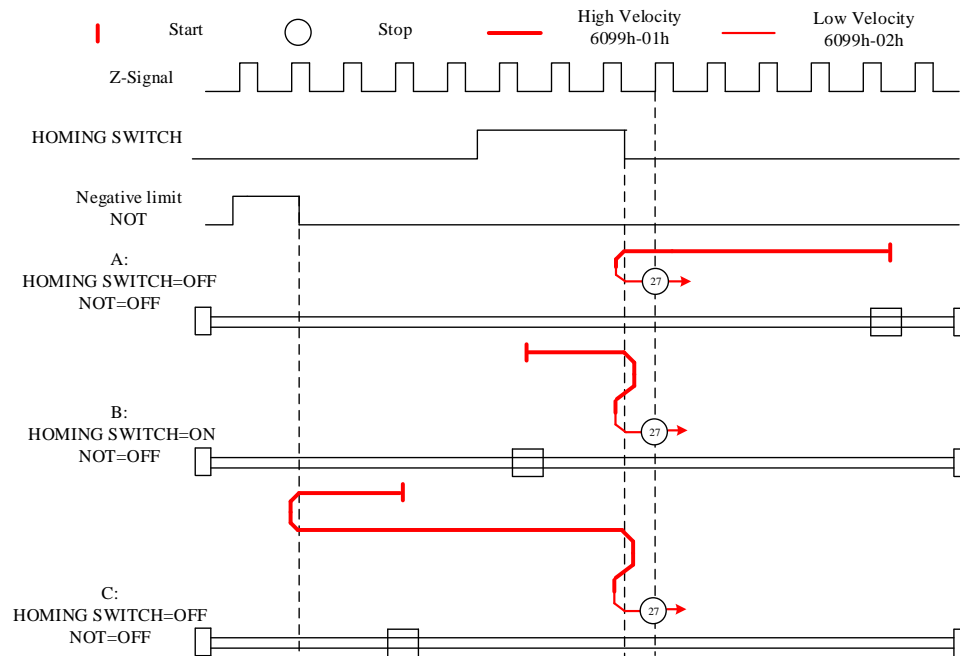 Start
Stop
High Velocity
6099h-01h
Low Velocity
6099h-02h
Z-Signal
HOMING SWITCH
Negative limit
NOT
A:
HOMING SWITCH=OFF
NOT=OFF
27
B:
HOMING SWITCH=ON
NOT=OFF
27
C:
HOMING SWITCH=OFF
NOT=OFF
27